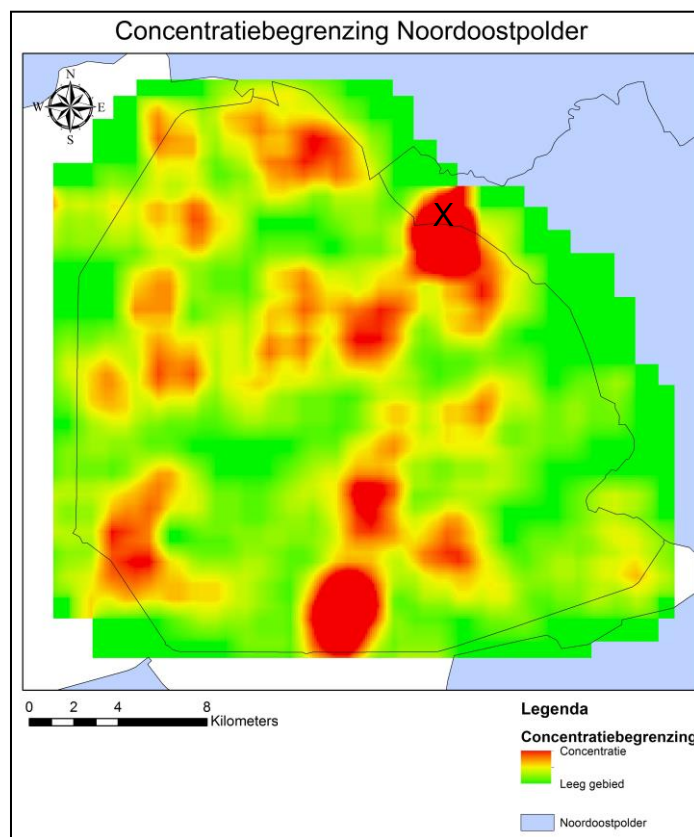 Concentratiebegrenzing Noordoostpolder
N
W E
S
X
0 2 4 8
Kilometers
Legenda
Concentratiebegrenzing
Concentratie
Leeg gebied
Noordoostpolder